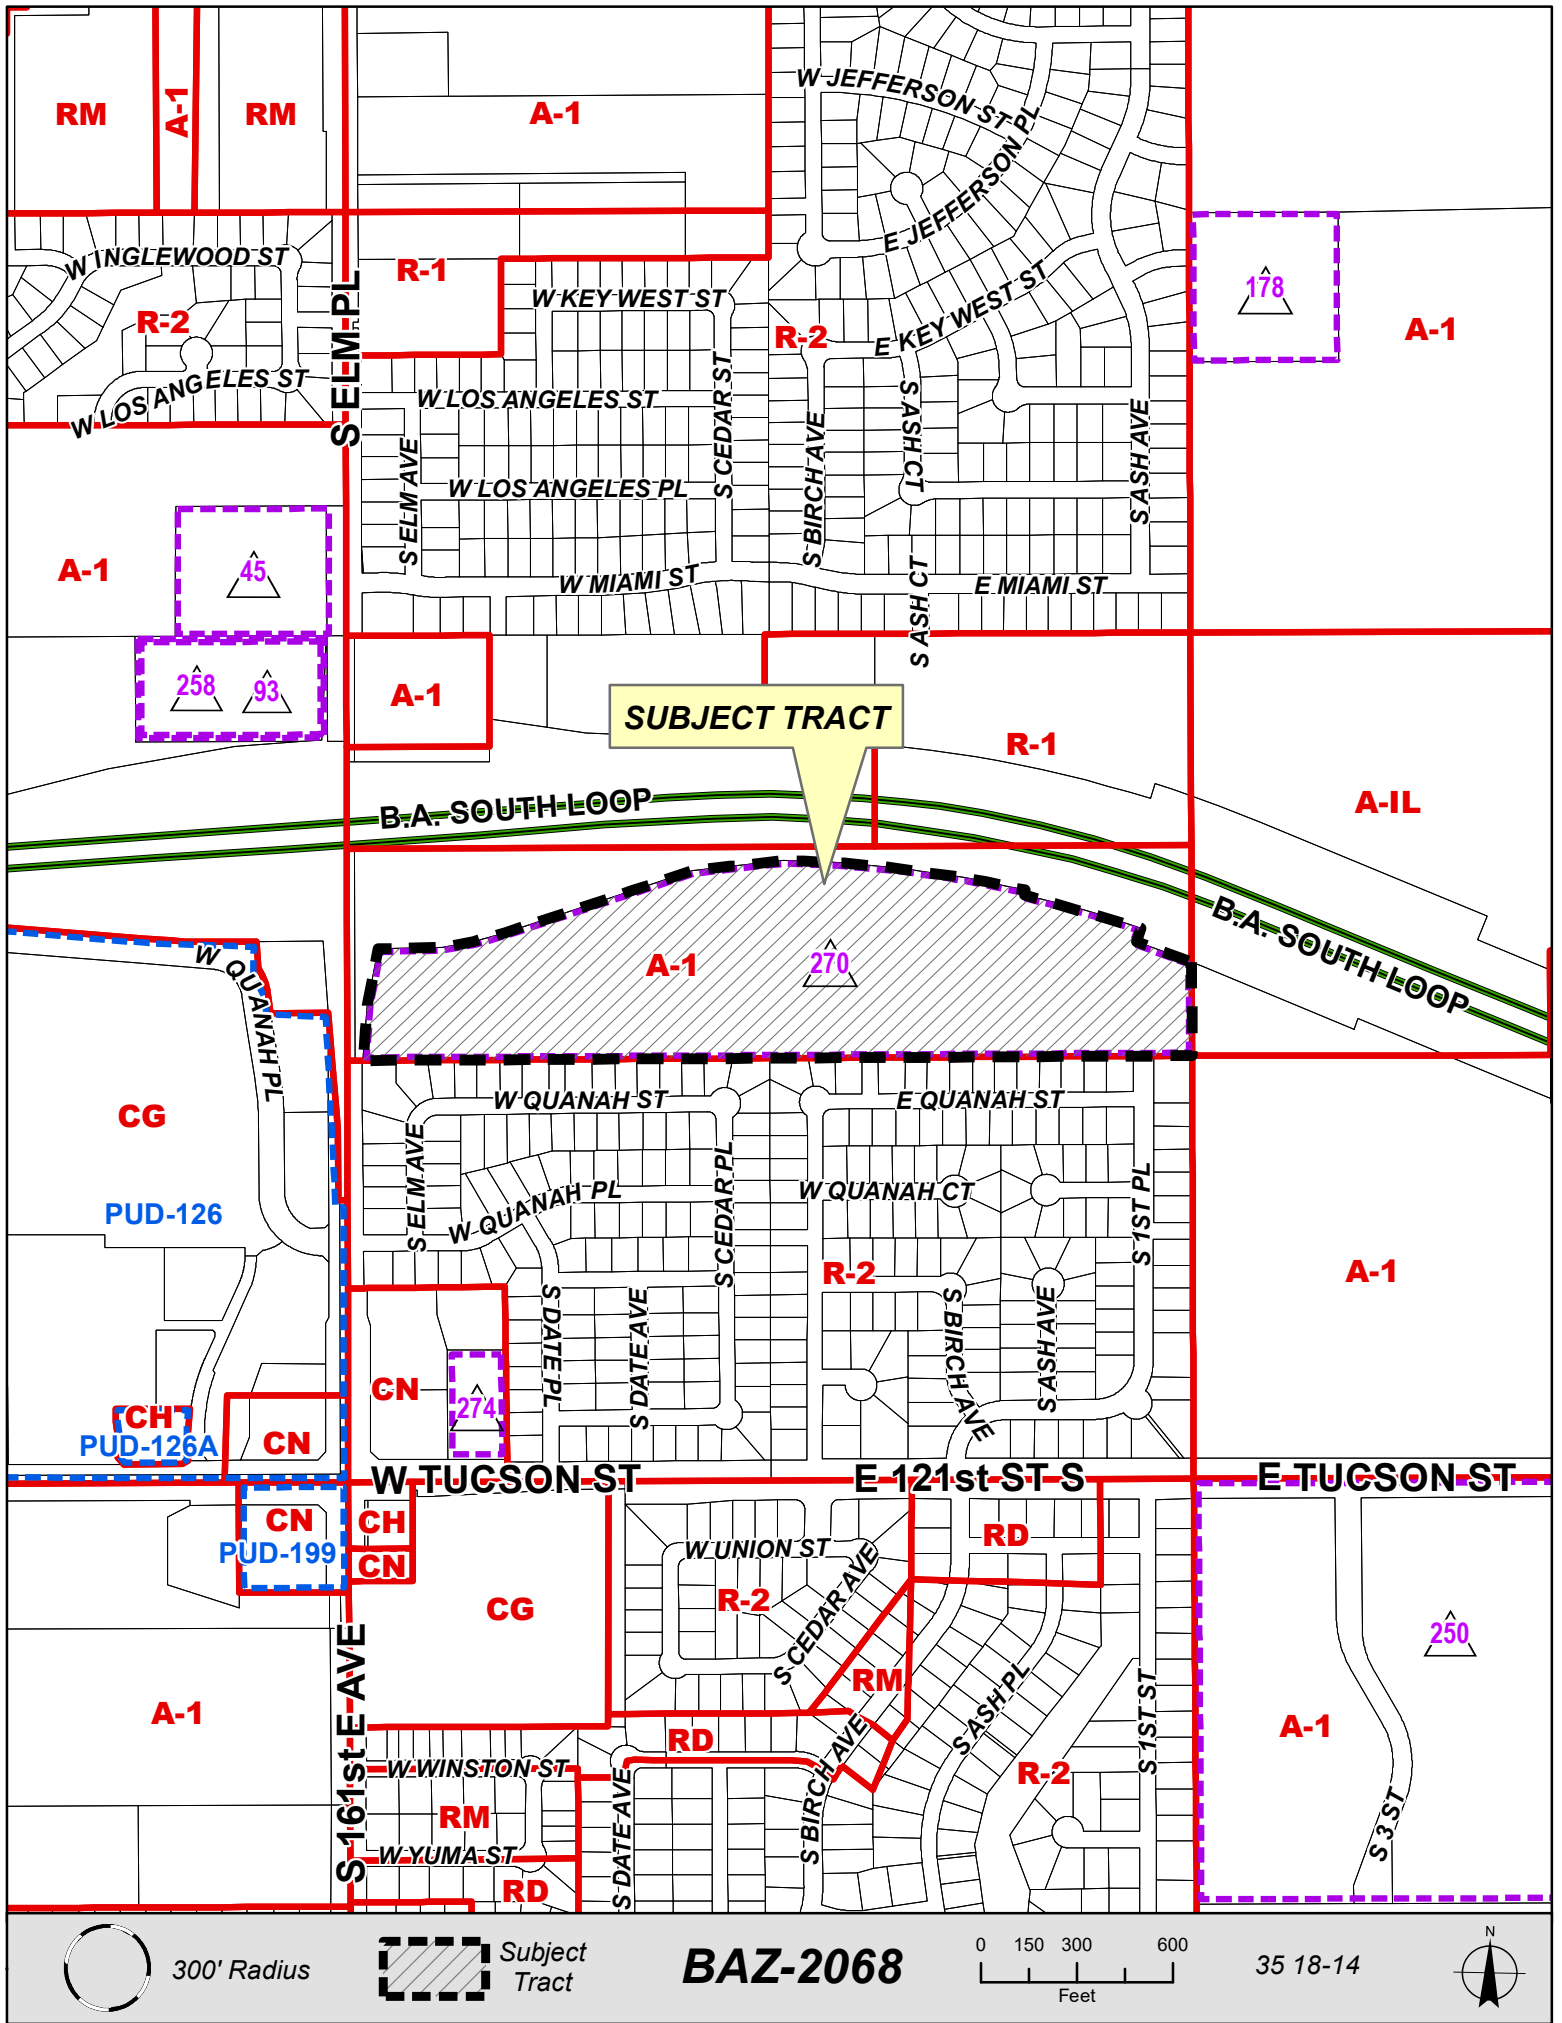 W JEFFERSON ST
RM
A-1
RM
A-1
E JEFFERSON PL
W INGLEWOOD ST
R-1
S ELM PL
W KEY WEST ST
178
R-2
R-2
E KEY WEST ST
A-1
W LOS ANGELES ST
W LOS ANGELES ST
S CEDAR ST
S ASH CT
S ASH AVE
S ELM AVE
W LOS ANGELES PL
S BIRCH AVE
A-1
45
W MIAMI ST
E MIAMI ST
S ASH CT
258
93
A-1
SUBJECT TRACT
R-1
B.A. SOUTH LOOP
A-IL
B.A. SOUTH LOOP
W QUANAH PL
A-1
270
W QUANAH ST
E QUANAH ST
CG
S ELM AVE
S CEDAR PL
W QUANAH PL
W QUANAH CT
S 1ST PL
PUD-126
R-2
A-1
S DATE PL
S DATE AVE
S BIRCH AVE
S ASH AVE
CN
274
CH
PUD-126A
CN
W TUCSON ST
E 121st ST S
E TUCSON ST
CN
PUD-199
CH
CN
W UNION ST
S CEDAR AVE
RD
R-2
CG
250
RM
S 161st E AVE
A-1
S ASH PL
S 1ST ST
A-1
RD
S BIRCH AVE
W WINSTON ST
R-2
RM
S DATE AVE
S 3 ST
W YUMA ST
RD
300' Radius
Subject
Tract
BAZ-2068
0 150 300 600
Feet
35 18-14
N